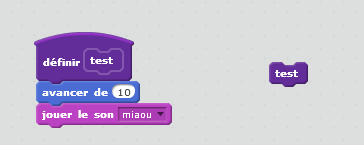 définir test
avancer de 10
jouer le son miaou
test